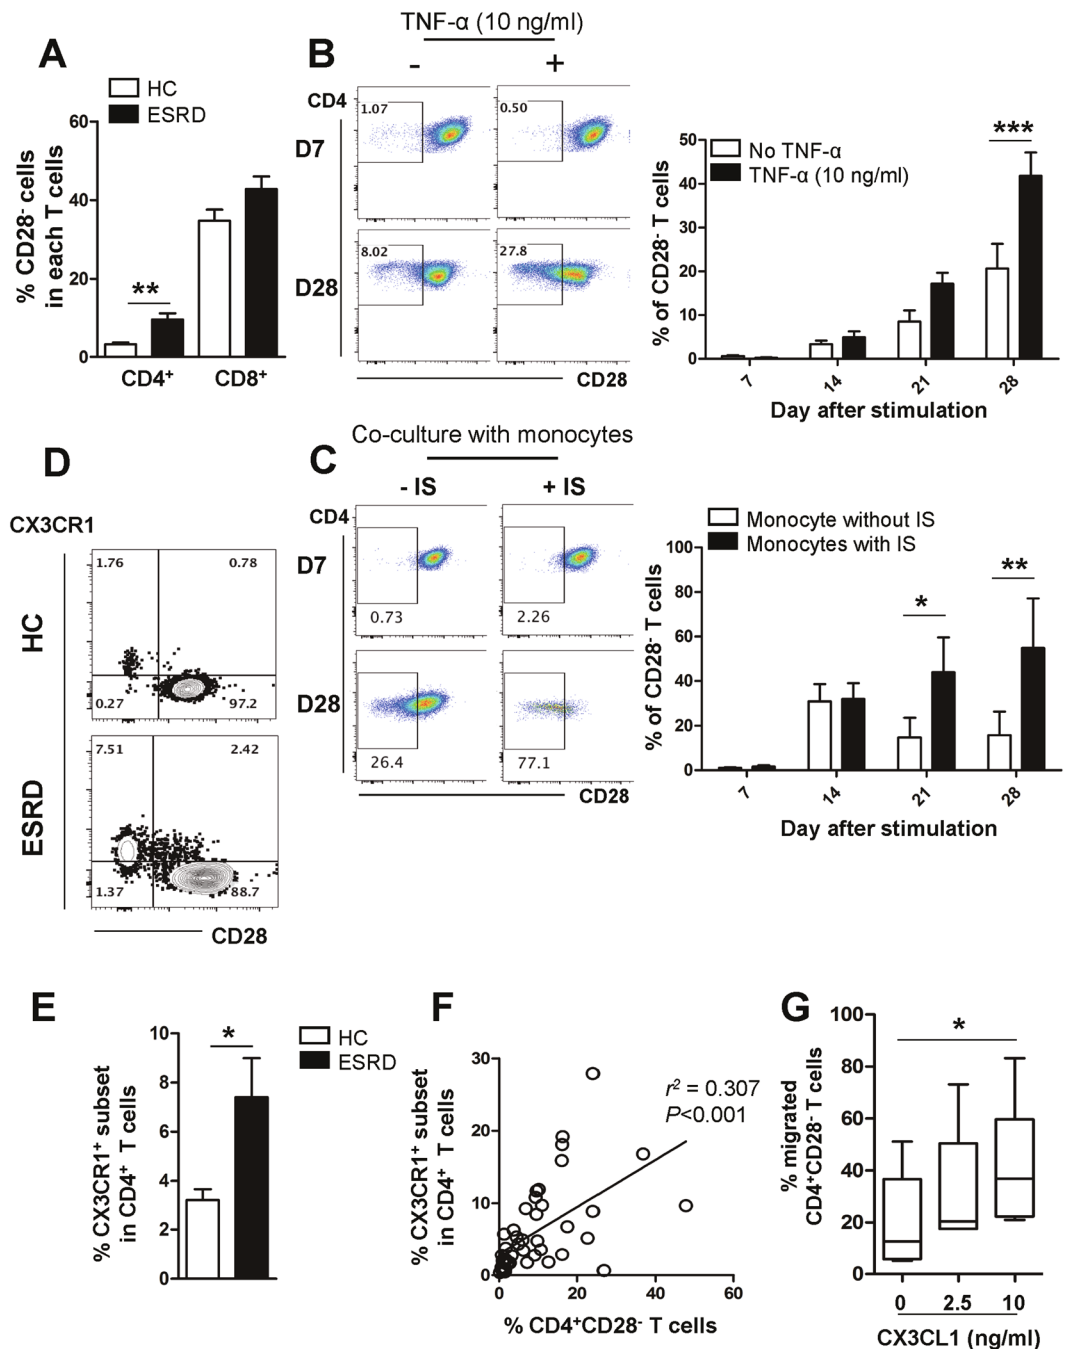 A
HC
ESRD
% CD28⁻ cells
in each T cells
60
40
20
0
**
CD4⁺
CD8⁺
B
TNF-α (10 ng/ml)
-
+
CD4
D7
1.07
0.50
D28
8.02
27.8
CD28
No TNF-α
TNF-α (10 ng/ml)
% of CD28⁻ T cells
50
40
30
20
10
0
***
7
14
21
28
Day after stimulation
D
CX3CR1
HC
1.76
0.78
0.27
97.2
ESRD
7.51
2.42
1.37
88.7
CD28
C
Co-culture with monocytes
- IS
+ IS
CD4
D7
0.73
2.26
D28
26.4
77.1
CD28
Monocyte without IS
Monocytes with IS
% of CD28⁻ T cells
100
80
60
40
20
0
*
**
7
14
21
28
Day after stimulation
E
HC
ESRD
% CX3CR1⁺ subset
in CD4⁺ T cells
10
8
6
4
2
0
*
F
% CX3CR1⁺ subset
in CD4⁺ T cells
30
20
10
0
r² = 0.307
P<0.001
0
20
40
60
% CD4⁺CD28⁻ T cells
G
% migrated
CD4⁺CD28⁻ T cells
100
80
60
40
20
0
*
0
2.5
10
CX3CL1 (ng/ml)